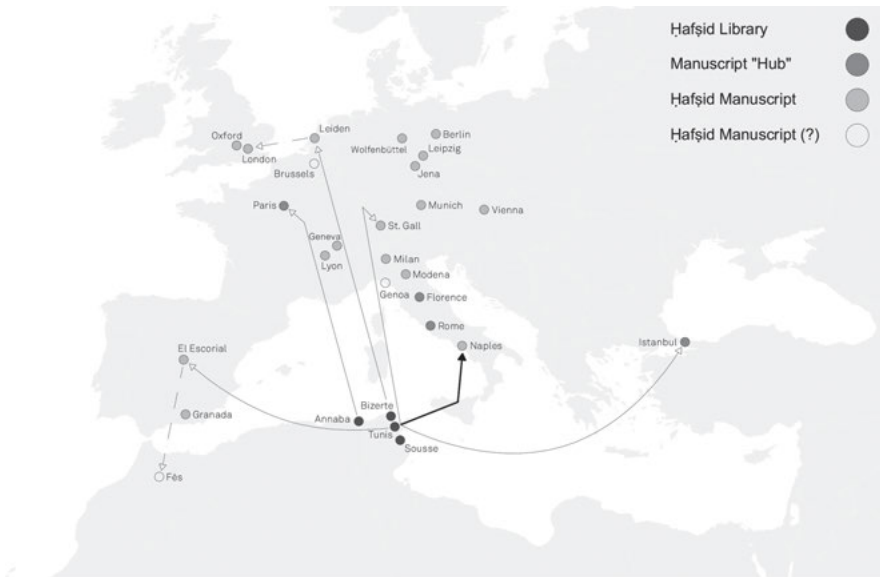 Ḥafṣid Library
Manuscript "Hub"
Ḥafṣid Manuscript
Ḥafṣid Manuscript (?)
Oxford
London
Leiden
Brussels
Wolfenbüttel
Berlin
Leipzig
Jena
Paris
Munich
Vienna
St. Gall
Geneva
Lyon
Milan
Modena
Genoa
Florence
Rome
Naples
Istanbul
El Escorial
Granada
Fès
Annaba
Bizerte
Tunis
Sousse